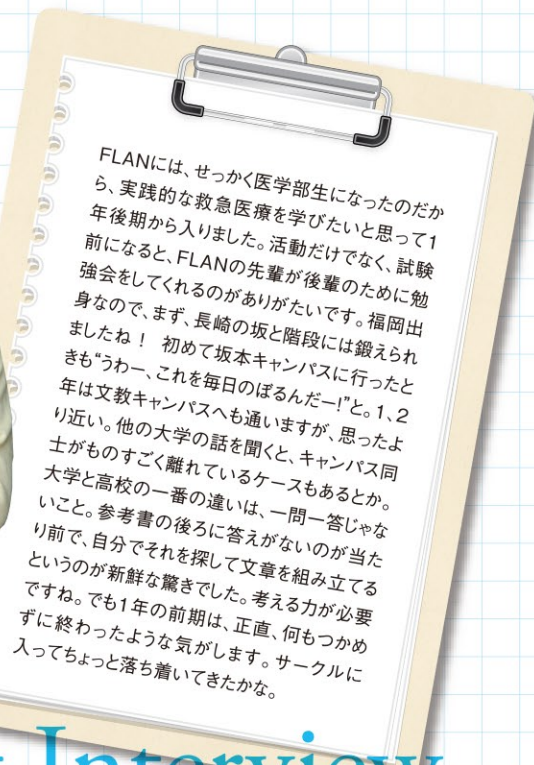 FLANには、せっかく医学部生になったのだか
ら、実践的な救急医療を学びたいと思って1
年後期から入りました。活動だけでなく、試験
前になると、FLANの先輩が後輩のために勉
強会をしてくれるのがありがたいです。福岡出
身なので、まず、長崎の坂と階段には鍛えられ
ましたね！ 初めて坂本キャンパスに行ったと
きも“うわー、これを毎日のぼるんだー!”と。1、2
年は文教キャンパスへも通いますが、思ったよ
り近い。他の大学の話を聞くと、キャンパス同
士がものすごく離れているケースもあるとか。
大学と高校の一番の違いは、一問一答じゃな
いこと。参考書の後ろに答えがないのが当た
り前で、自分でそれを探して文章を組み立てる
というのが新鮮な驚きでした。考える力が必要
ですね。でも1年の前期は、正直、何もつかめ
ずに終わったような気がします。サークルに
入ってちょっと落ち着いてきたかな。
Interview